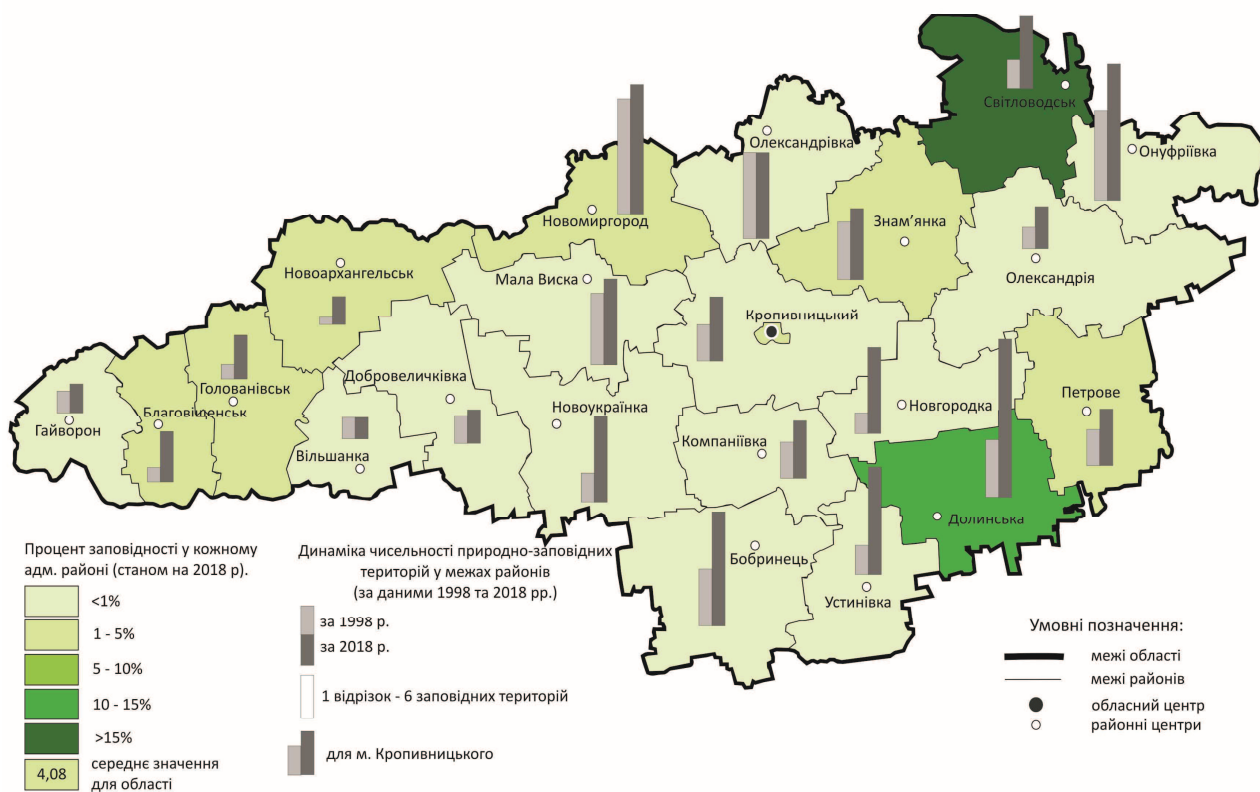 Світловодськ
Олександрівка
Онуфріївка
Новомиргород
Знам’янка
Новоархангельськ
Мала Виска
Олександрія
Кропивницький
Голованівськ
Добровеличківка
Петрове
Благовіщенськ
Новоукраїнка
Новгородка
Гайворон
Компаніївка
Вільшанка
Долинська
Бобринець
Устинівка
Процент заповідності у кожному
адм. районі (станом на 2018 р).
<1%
1 - 5%
5 - 10%
10 - 15%
>15%
4,08 середнє значення
для області
Динаміка чисельності природно-заповідних
територій у межах районів
(за даними 1998 та 2018 рр.)
за 1998 р.
за 2018 р.
1 відрізок - 6 заповідних територій
для м. Кропивницького
Умовні позначення:
межі області
межі районів
обласний центр
районні центри